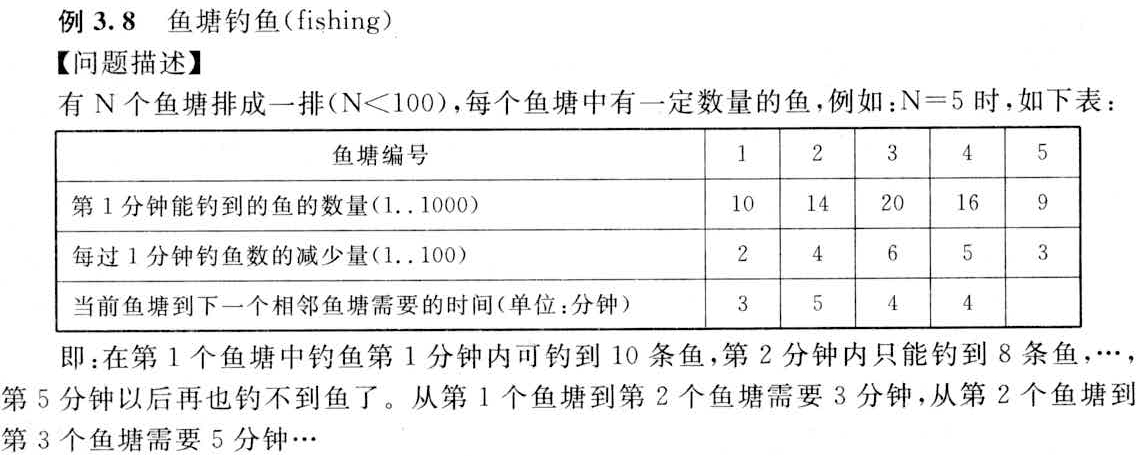 例 3.8 鱼塘钓鱼(fishing)
【问题描述】
有 N 个鱼塘排成一排(N<100),每个鱼塘中有一定数量的鱼,例如:N=5 时,如下表:
鱼塘编号 1 2 3 4 5
第 1 分钟能钓到的鱼的数量(1..1000) 10 14 20 16 9
每过 1 分钟钓鱼数的减少量(1..100) 2 4 6 5 3
当前鱼塘到下一个相邻鱼塘需要的时间(单位:分钟) 3 5 4 4
即:在第 1 个鱼塘中钓鱼第 1 分钟内可钓到 10 条鱼,第 2 分钟内只能钓到 8 条鱼,…,
第 5 分钟以后再也钓不到鱼了。从第 1 个鱼塘到第 2 个鱼塘需要 3 分钟,从第 2 个鱼塘到
第 3 个鱼塘需要 5 分钟…